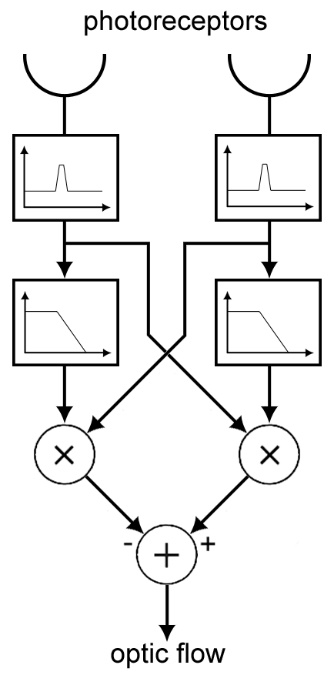 photoreceptors
× ×
- + +
optic flow